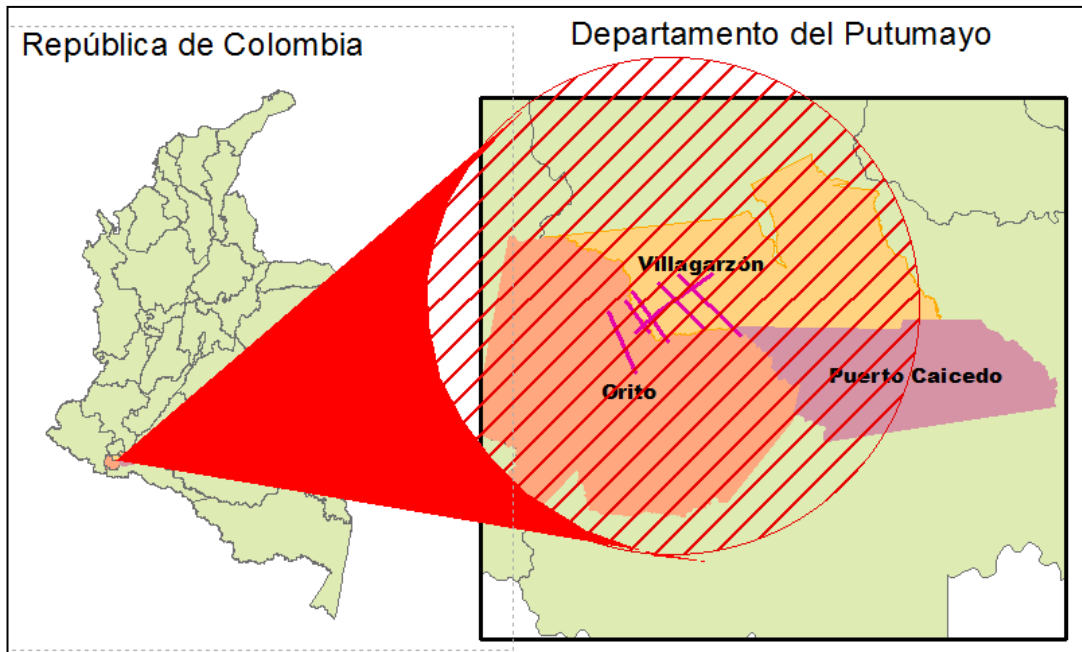 República de Colombia
Departamento del Putumayo
Villagarzón
Puerto Caicedo
Orito